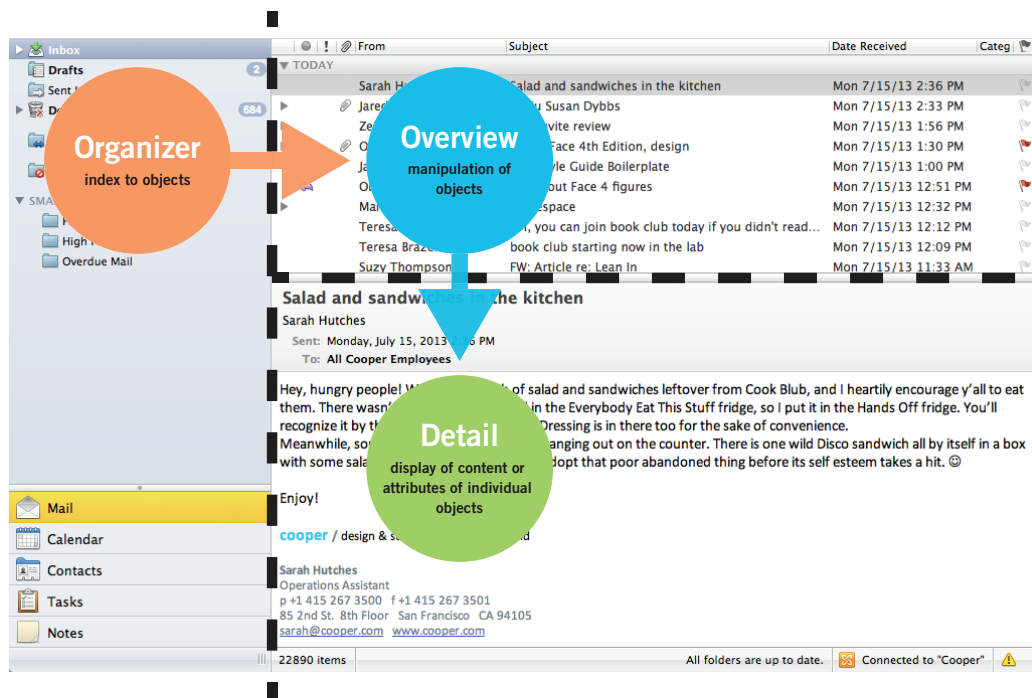 Inbox
Drafts 2
Sent
684
SMA
High
Overdue Mail
Organizer
index to objects
Mail
Calendar
Contacts
Tasks
Notes
! From Subject Date Received Categ
TODAY
Sarah H Salad and sandwiches in the kitchen Mon 7/15/13 2:36 PM
Jared Susan Dybbs Mon 7/15/13 2:33 PM
Ze vite review Mon 7/15/13 1:56 PM
O Face 4th Edition, design Mon 7/15/13 1:30 PM
Ja yle Guide Boilerplate Mon 7/15/13 1:00 PM
out Face 4 figures Mon 7/15/13 12:51 PM
Mar space Mon 7/15/13 12:32 PM
Teresa , you can join book club today if you didn't read... Mon 7/15/13 12:12 PM
Teresa Braze book club starting now in the lab Mon 7/15/13 12:09 PM
Suzy Thompson FW: Article re: Lean In Mon 7/15/13 11:33 AM
Overview
manipulation of
objects
Salad and sandwiches in the kitchen
Sarah Hutches
Sent: Monday, July 15, 2013 2:36 PM
To: All Cooper Employees
Hey, hungry people! of salad and sandwiches leftover from Cook Blub, and I heartily encourage y'all to eat
them. There wasn' in the Everybody Eat This Stuff fridge, so I put it in the Hands Off fridge. You'll
recognize it by Dressing is in there too for the sake of convenience.
Meanwhile, anging out on the counter. There is one wild Disco sandwich all by itself in a box
with some sala dopt that poor abandoned thing before its self esteem takes a hit. ☺
Detail
display of content or
attributes of individual
objects
Enjoy!
cooper / design &
Sarah Hutches
Operations Assistant
p +1 415 267 3500 f +1 415 267 3501
85 2nd St. 8th Floor San Francisco CA 94105
sarah@cooper.com www.cooper.com
22890 items All folders are up to date. Connected to "Cooper"